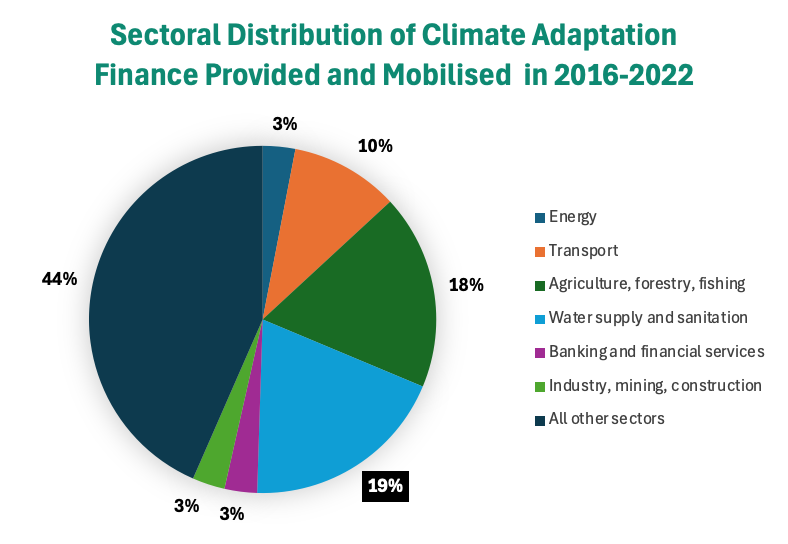 Sectoral Distribution of Climate Adaptation
Finance Provided and Mobilised in 2016-2022
3%
10%
18%
19%
3%
3%
44%
Energy
Transport
Agriculture, forestry, fishing
Water supply and sanitation
Banking and financial services
Industry, mining, construction
All other sectors